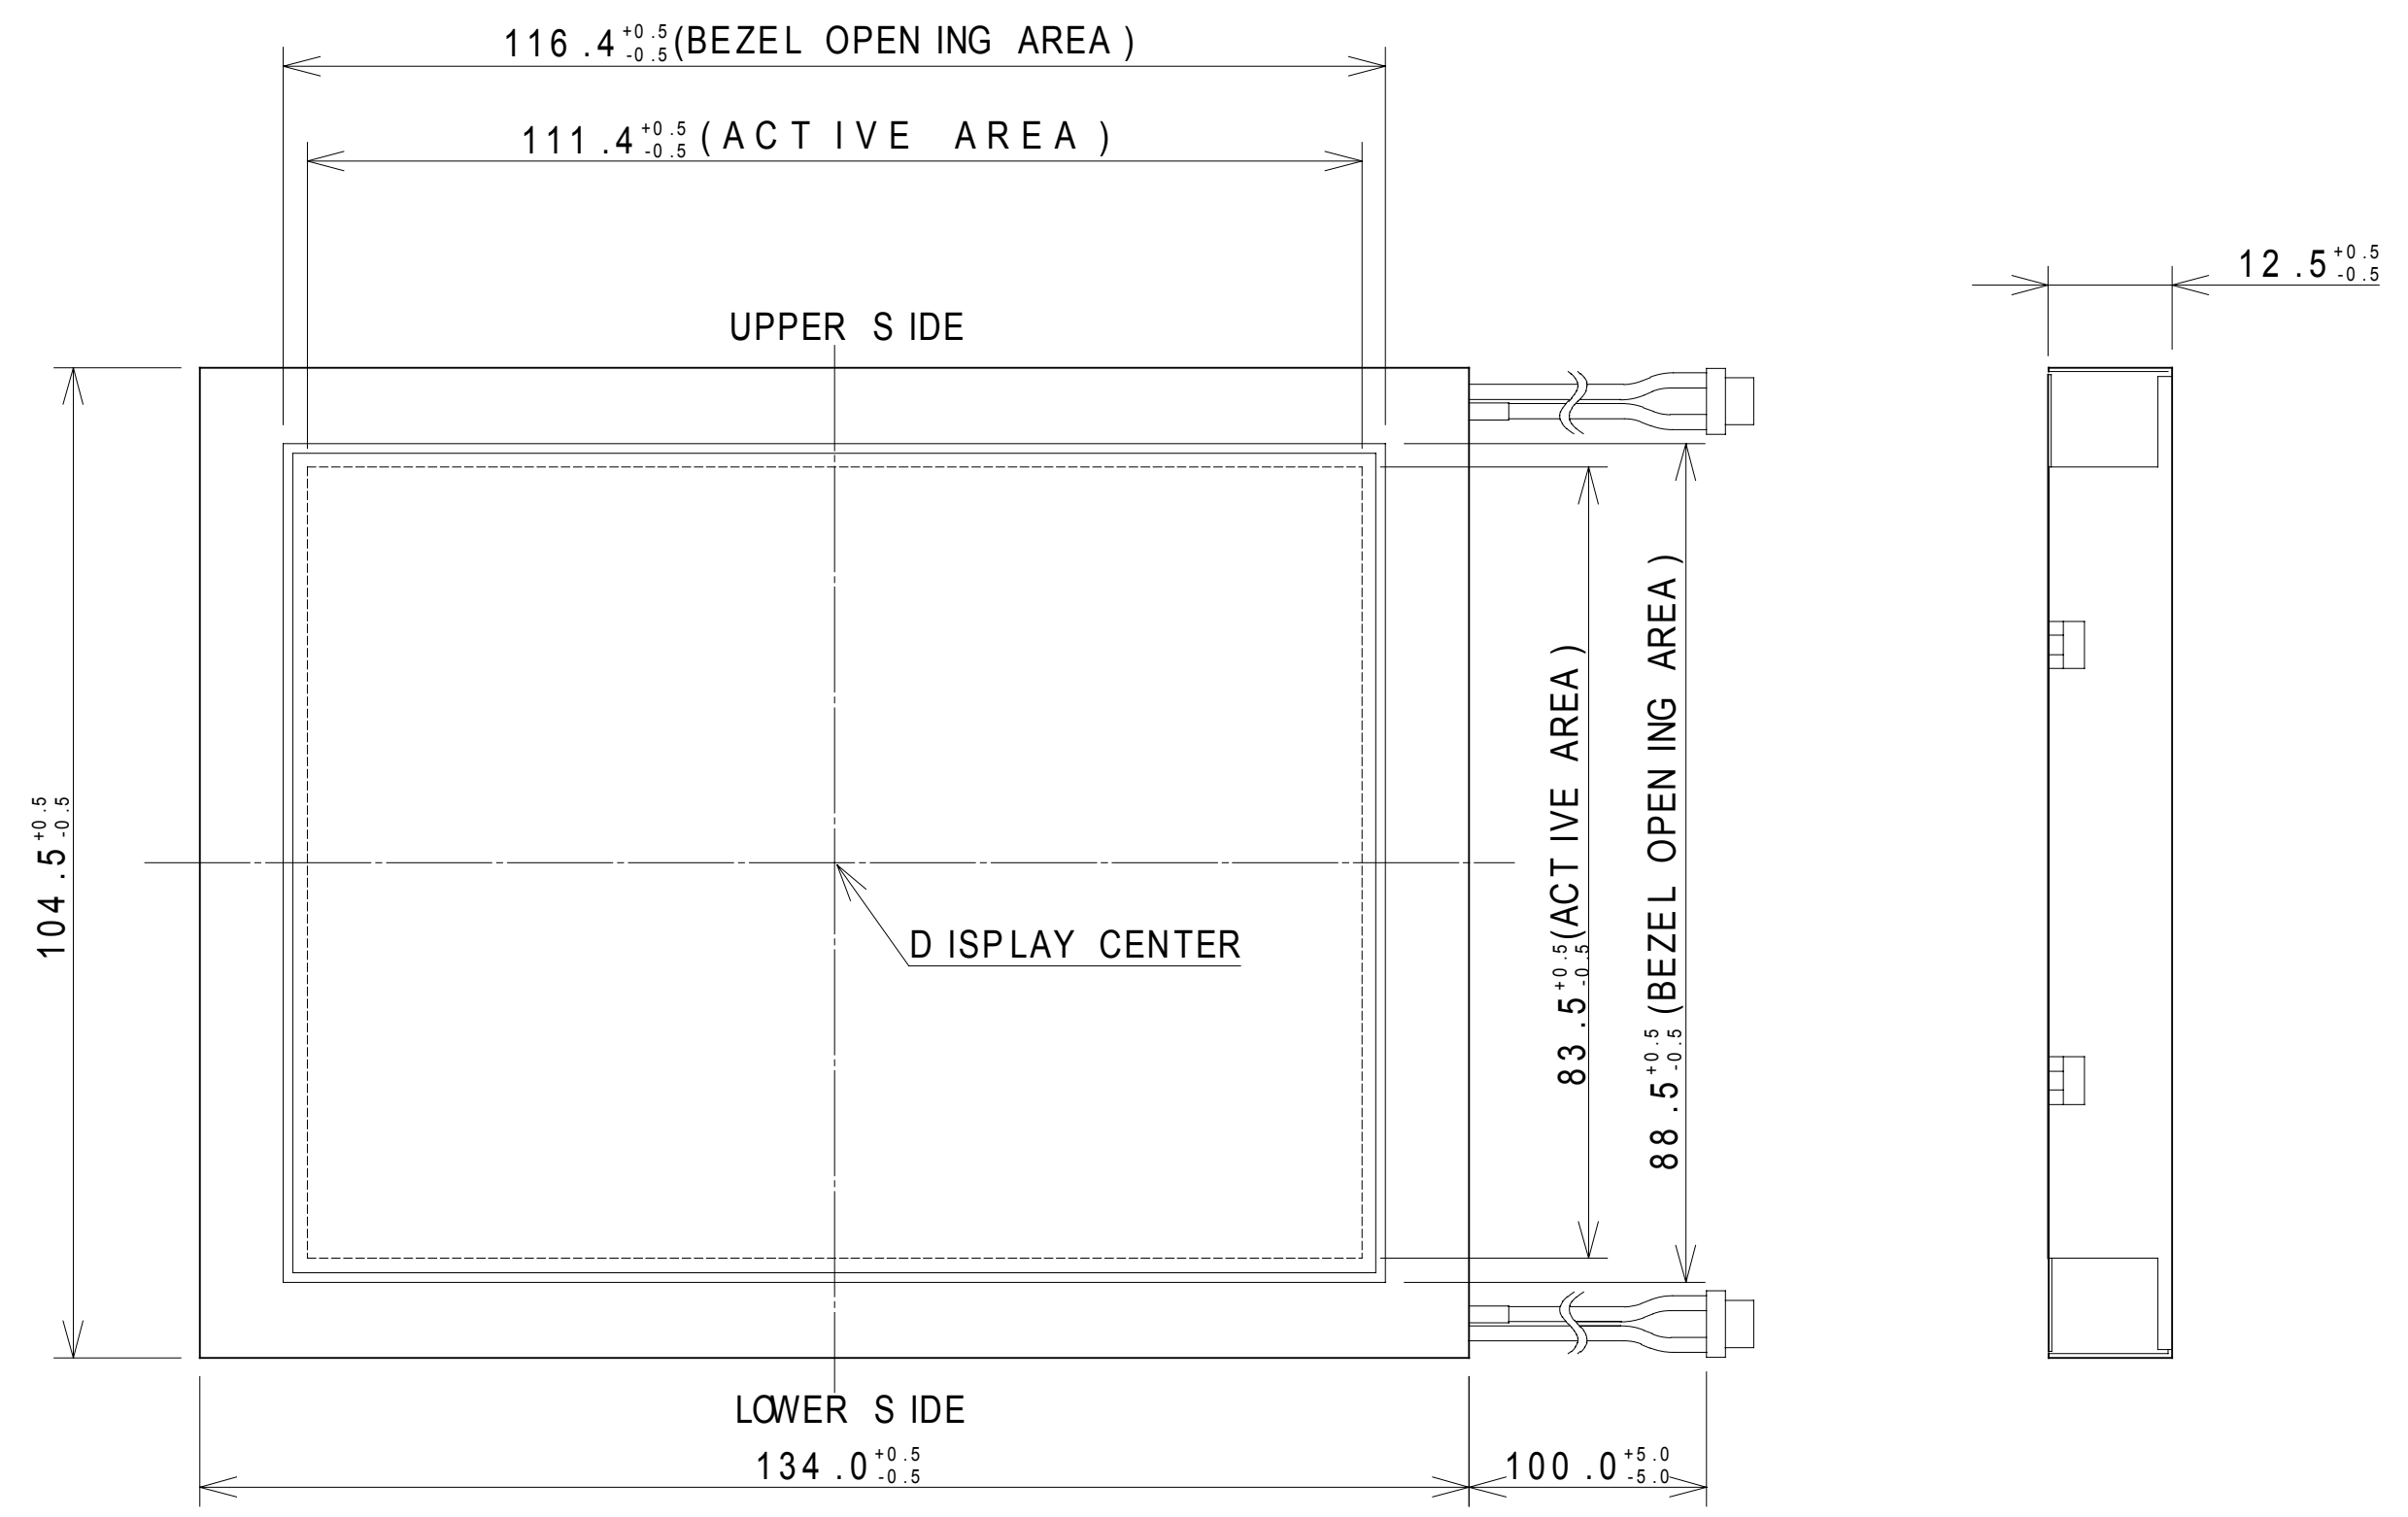 116.4 +0.5 -0.5 (BEZEL OPENING AREA)
111.4 +0.5 -0.5 (ACTIVE AREA)
12.5 +0.5 -0.5
UPPER SIDE
104.5 +0.5 -0.5
83.5 +0.5 -0.5 (ACTIVE AREA)
88.5 +0.5 -0.5 (BEZEL OPENING AREA)
DISPLAY CENTER
LOWER SIDE
134.0 +0.5 -0.5
100.0 +5.0 -5.0